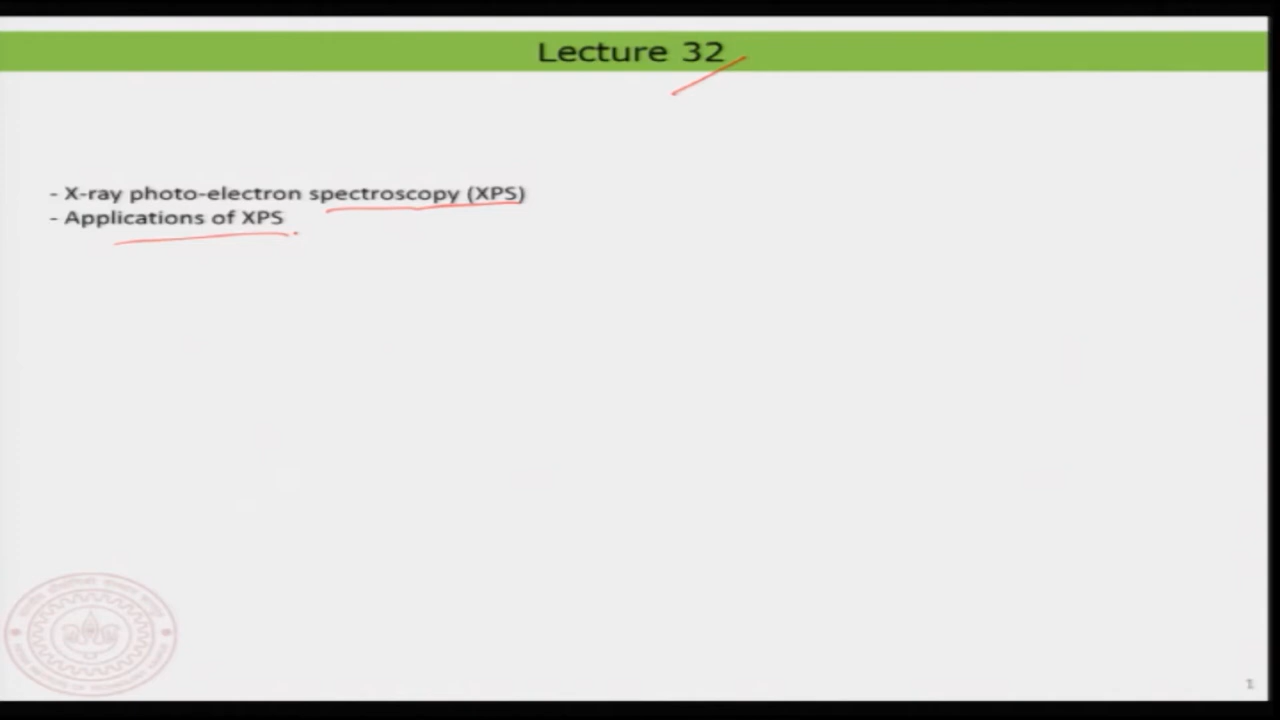 Lecture 32
- X-ray photo-electron spectroscopy (XPS)
- Applications of XPS
1